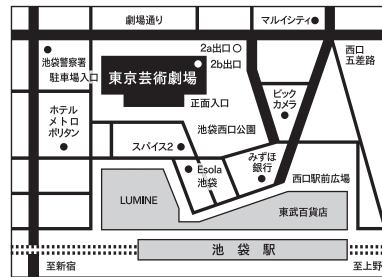 劇場通り
マルイシティ
2a出口
西口
五差路
池袋警察署
2b出口
駐車場入口
東京芸術劇場
正面入口
ビック
カメラ
ホテル
メトロ
ポリタン
池袋西口公園
スパイス2
みずほ
銀行
Esola
池袋
西口駅前広場
LUMINE
東武百貨店
池袋駅
至新宿
至上野